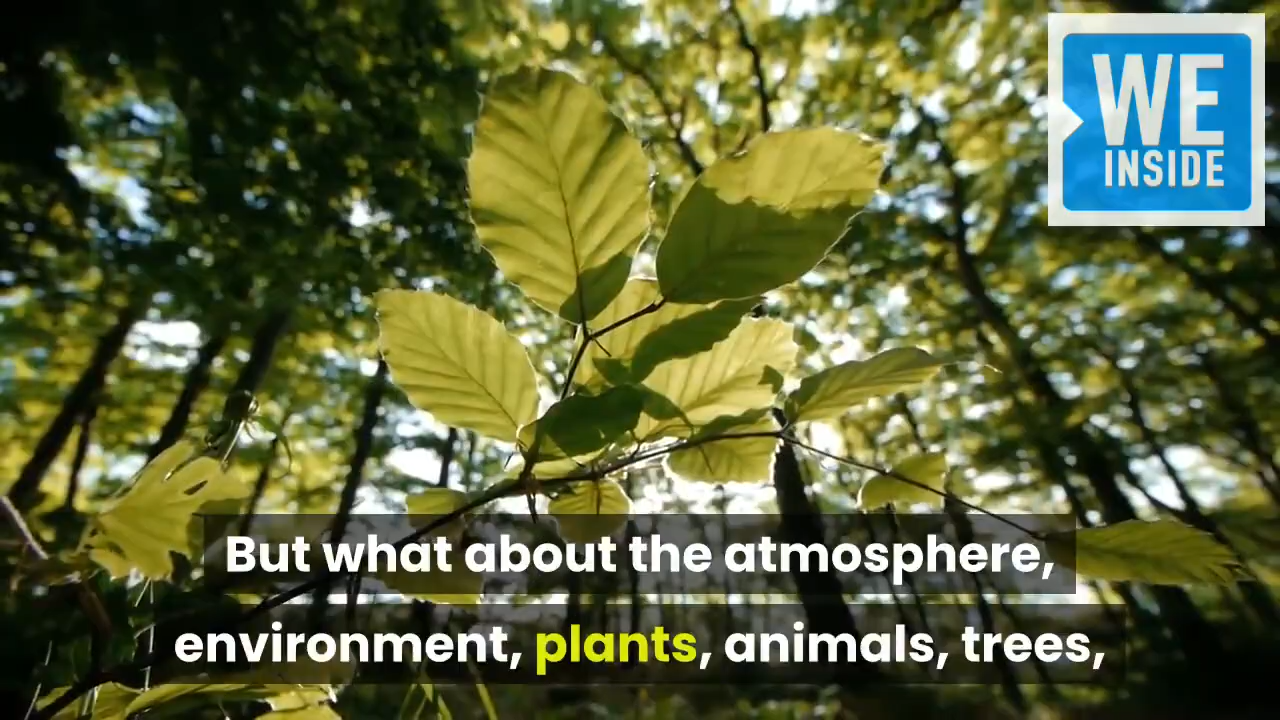 WE
INSIDE
But what about the atmosphere,
environment, plants, animals, trees,